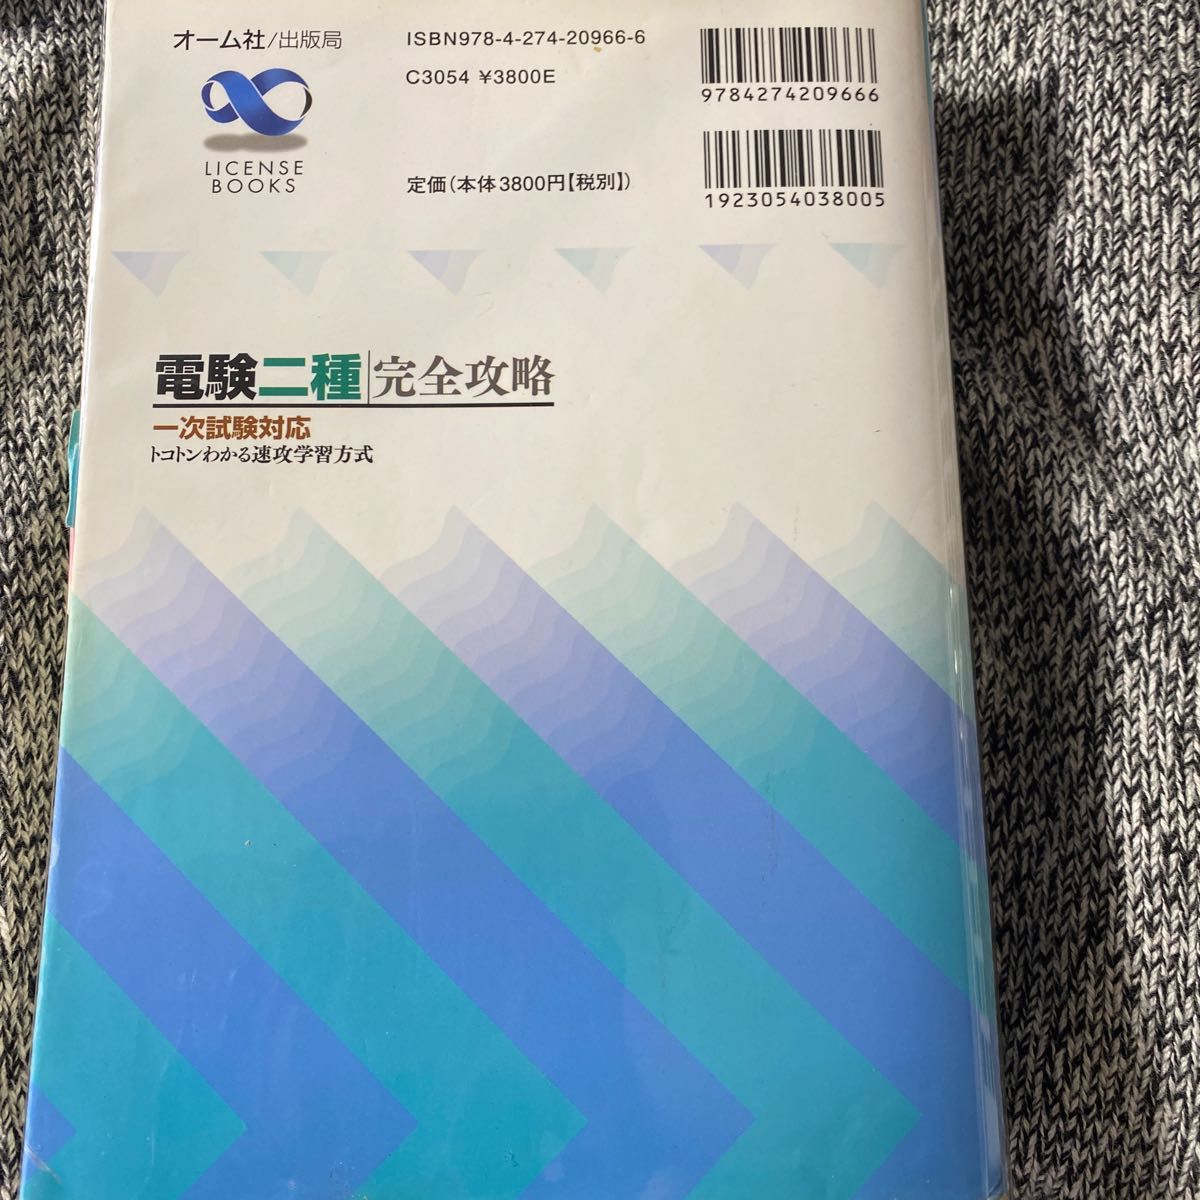 オーム社/出版局
LICENSE
BOOKS
ISBN978-4-274-20966-6
C3054 ¥3800E
定価(本体3800円【税別】)
9784274209666
1923054038005
電験二種 完全攻略
一次試験対応
トコトンわかる速攻学習方式